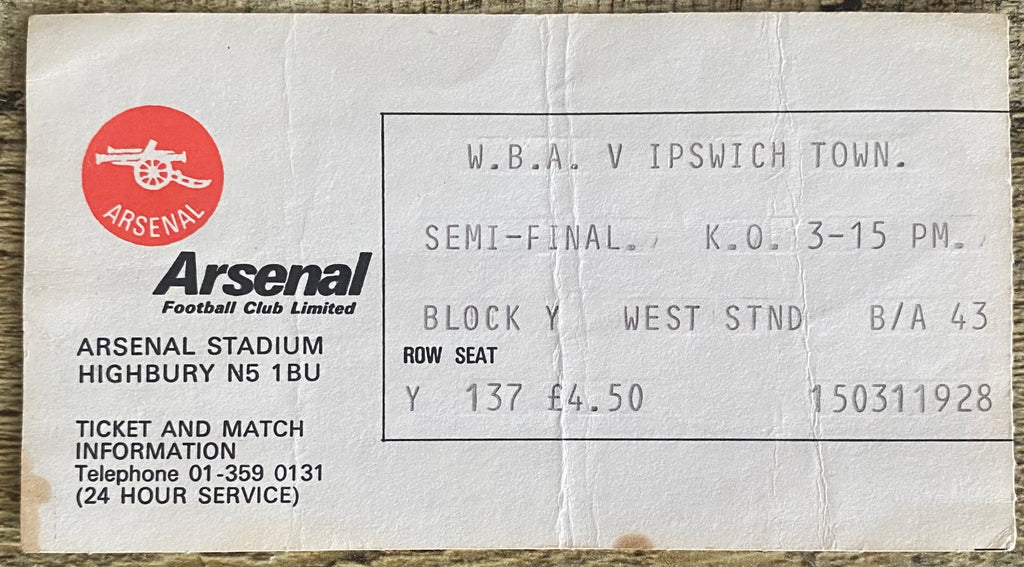 ARSENAL
Arsenal
Football Club Limited
ARSENAL STADIUM
HIGHBURY N5 1BU
TICKET AND MATCH
INFORMATION
Telephone 01-359 0131
(24 HOUR SERVICE)
W.B.A. V IPSWICH TOWN.
SEMI-FINAL. K.O. 3-15 PM.
BLOCK Y WEST STND B/A 43
ROW SEAT
Y 137 £4.50 150311928